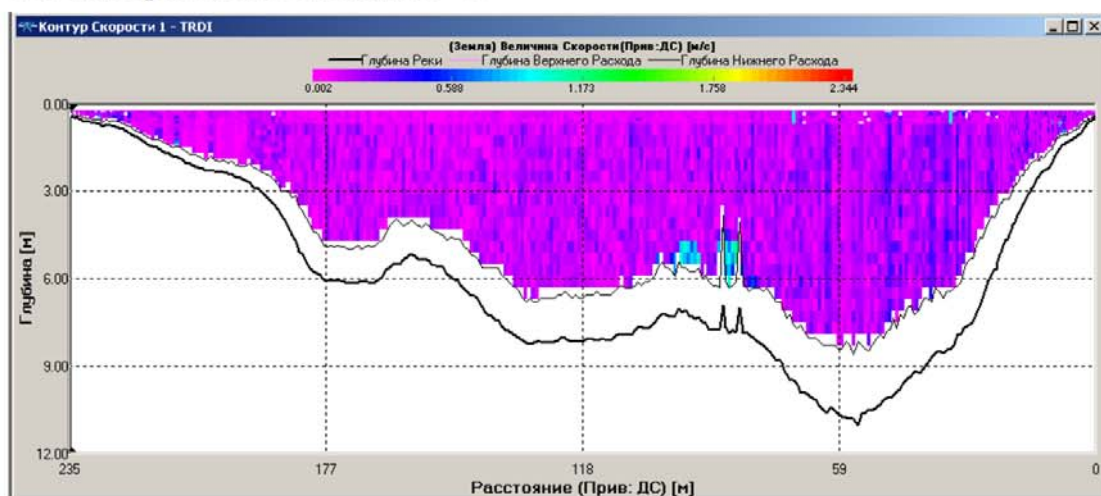 Контур Скорости 1 - TRDI
(Земля) Величина Скорости(Прив:ДС) [м/с]
Глубина Реки Глубина Верхнего Расхода Глубина Нижнего Расхода
0.002 0.588 1.173 1.758 2.344
0.00
3.00
6.00
9.00
12.00
Глубина [м]
235 177 118 59 0
Расстояние (Прив: ДС) [м]